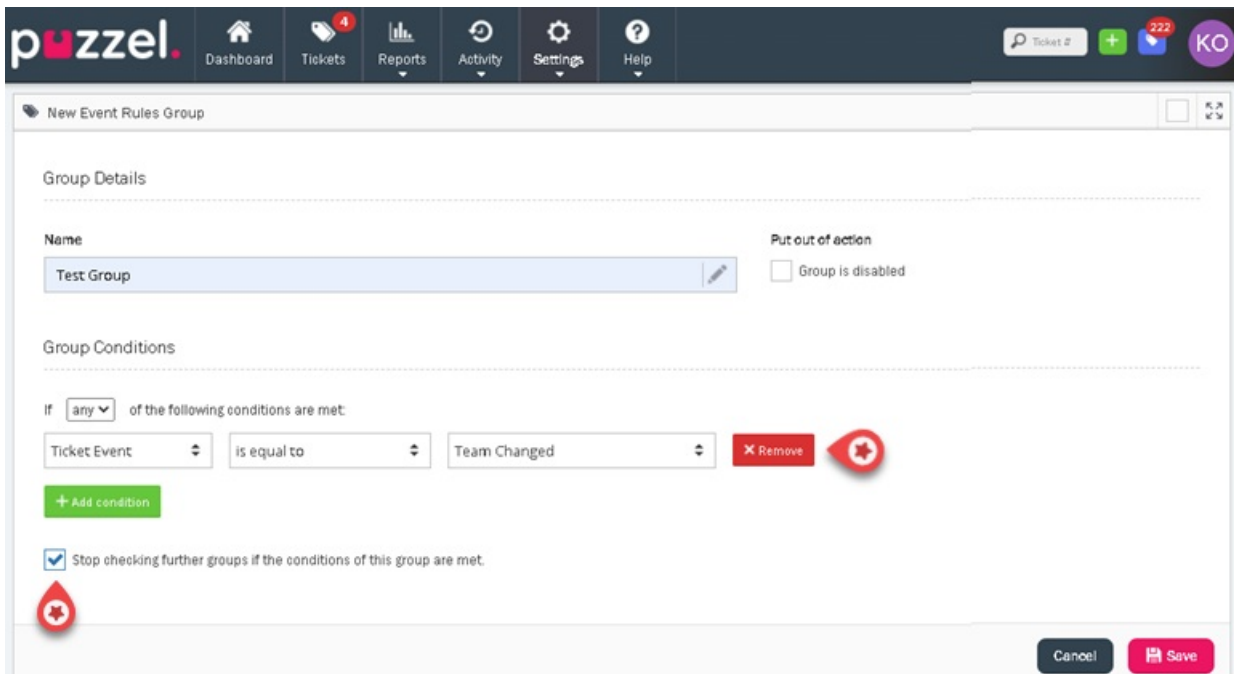 puzzel.
Dashboard
Tickets
4
Reports
Activity
Settings
Help
Ticket #
222
KO
New Event Rules Group
Group Details
Name
Put out of action
Test Group
Group is disabled
Group Conditions
If any of the following conditions are met:
Ticket Event is equal to Team Changed Remove
+ Add condition
Stop checking further groups if the conditions of this group are met.
Cancel Save